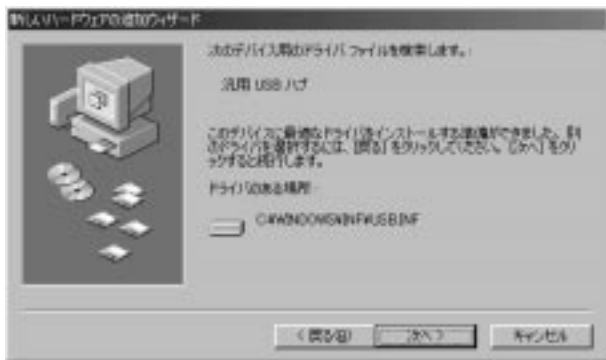 新しいハードウェアの追加ウィザード
次のデバイス用のドライバ ファイルを検索します。:
汎用 USB ハブ
このデバイスに最適なドライバをインストールする準備ができました。別
のドライバを選択するには、[戻る] をクリックしてください。[次へ] をクリ
ックすると続行します。
ドライバのある場所:
C:¥WINDOWS¥INF¥USB.INF
< 戻る(B)
次へ >
キャンセル